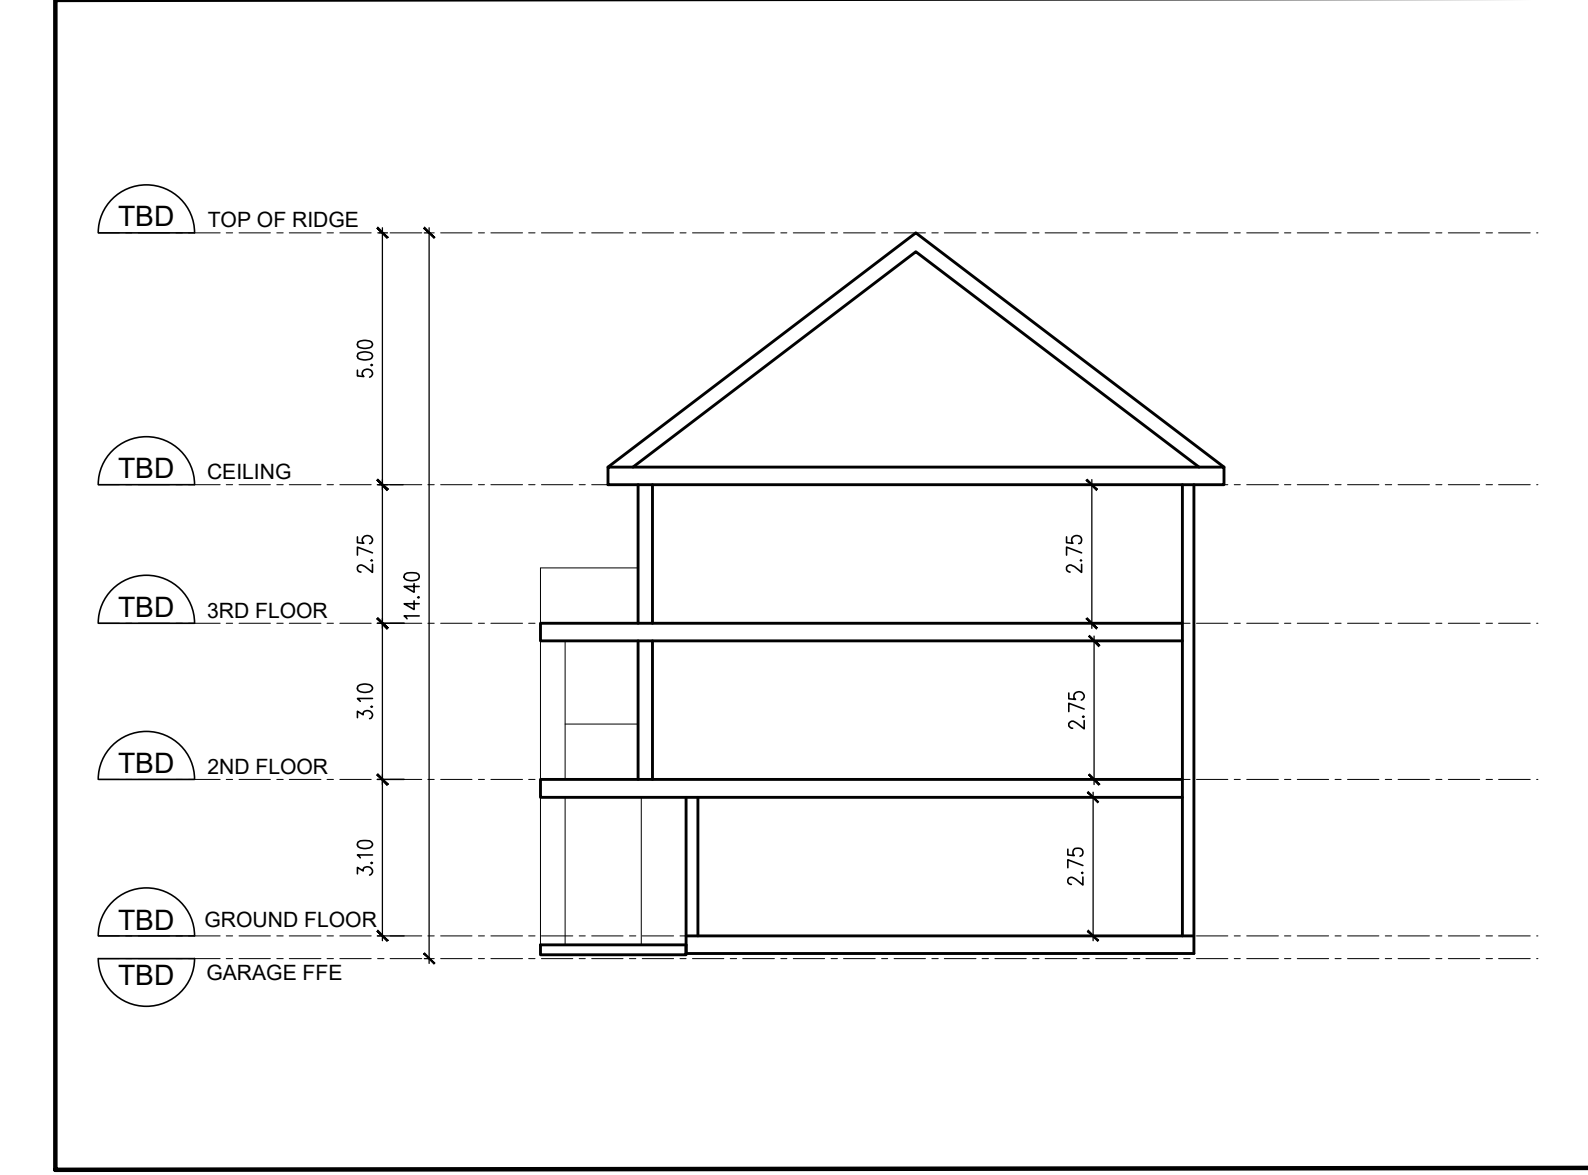 TBD TOP OF RIDGE
5.00
TBD CEILING
2.75
2.75
14.40
TBD 3RD FLOOR
3.10
2.75
TBD 2ND FLOOR
3.10
2.75
TBD GROUND FLOOR
TBD GARAGE FFE